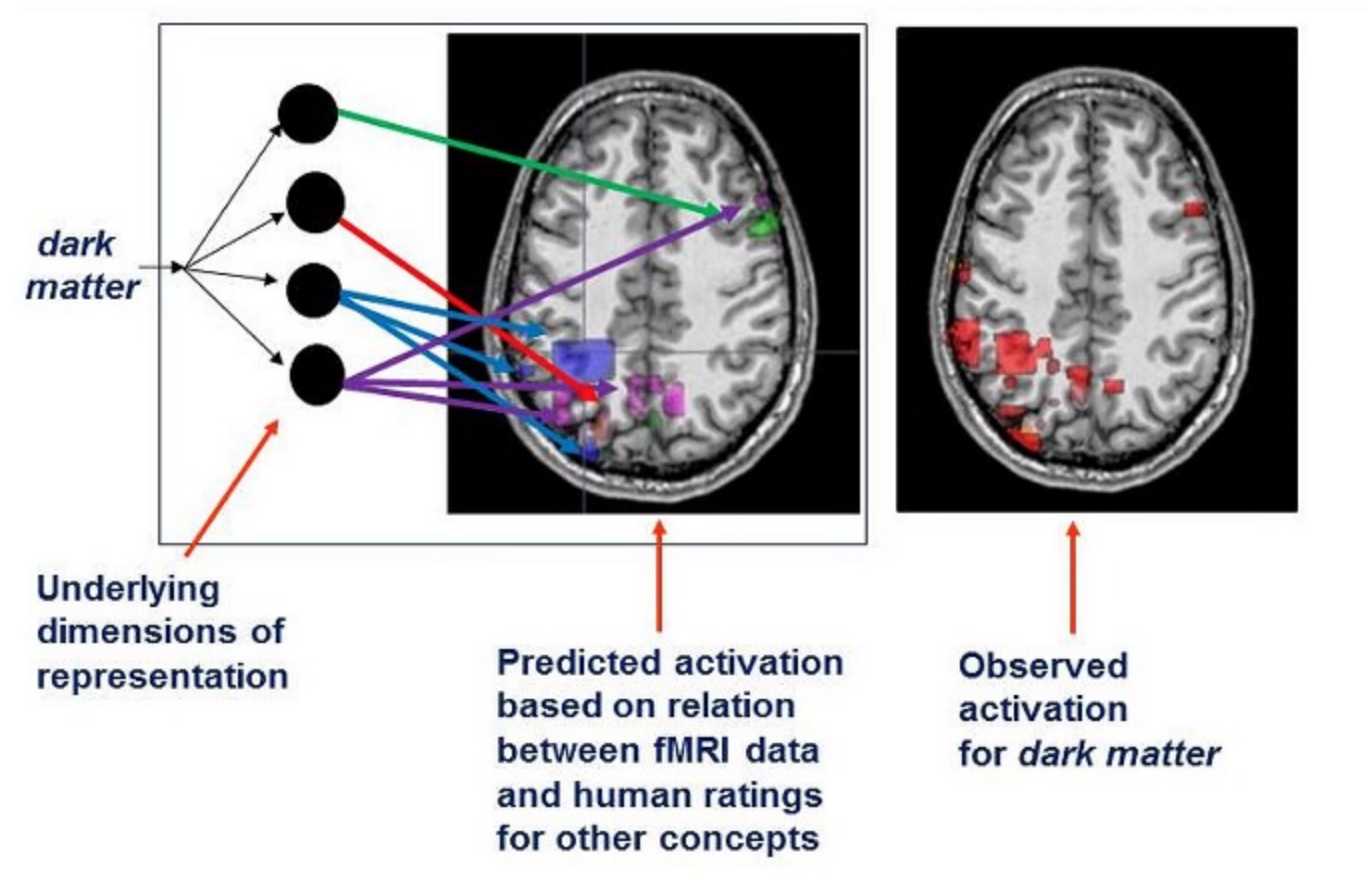 dark
matter
Underlying
dimensions of
representation
Predicted activation
based on relation
between fMRI data
and human ratings
for other concepts
Observed
activation
for dark matter